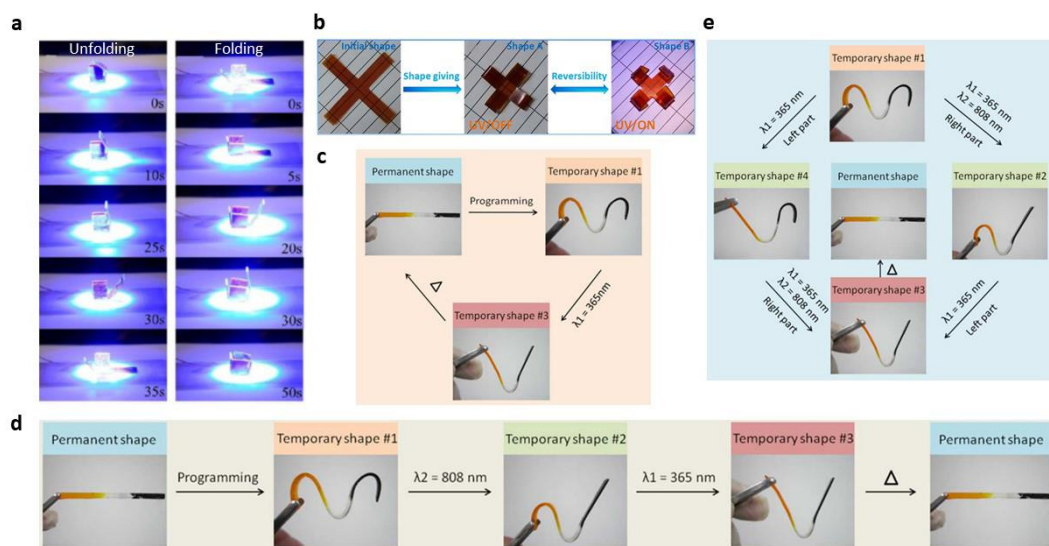 a
Unfolding
Folding
0s
0s
10s
5s
25s
20s
30s
30s
35s
50s
b
Initial shape
Shape giving
Shape A
UV/OFF
Reversibility
Shape B
UV/ON
c
Permanent shape
Programming
Temporary shape #1
λ1 = 365nm
Temporary shape #3
Δ
d
Permanent shape
Programming
Temporary shape #1
λ2 = 808 nm
Temporary shape #2
λ1 = 365 nm
Temporary shape #3
Δ
Permanent shape
e
Temporary shape #1
λ1 = 365 nm
Left part
λ1 = 365 nm
λ2 = 808 nm
Right part
Temporary shape #4
Permanent shape
Temporary shape #2
λ1 = 365 nm
λ2 = 808 nm
Right part
Δ
λ1 = 365 nm
Left part
Temporary shape #3